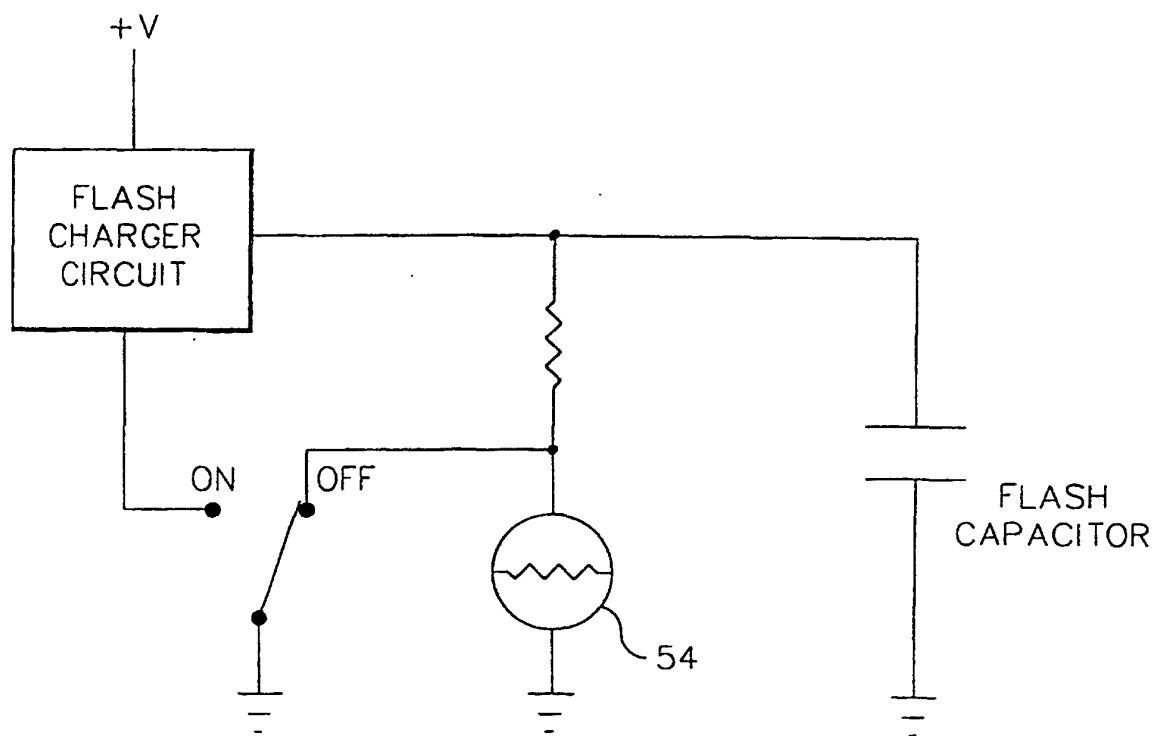 +V
FLASH
CHARGER
CIRCUIT
ON
OFF
FLASH
CAPACITOR
54